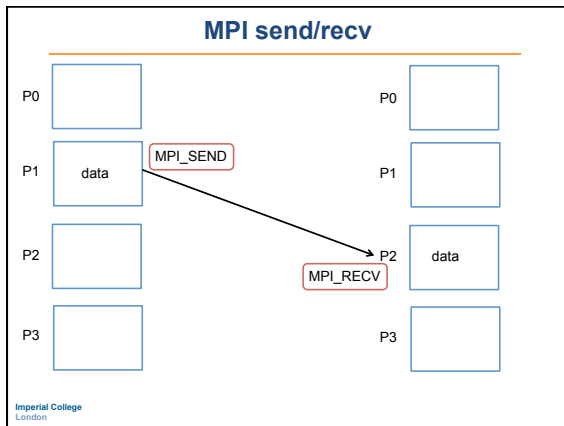 MPI send/recv
P0
P0
MPI_SEND
P1
data
P1
P2
P2
data
MPI_RECV
P3
P3
Imperial College
London